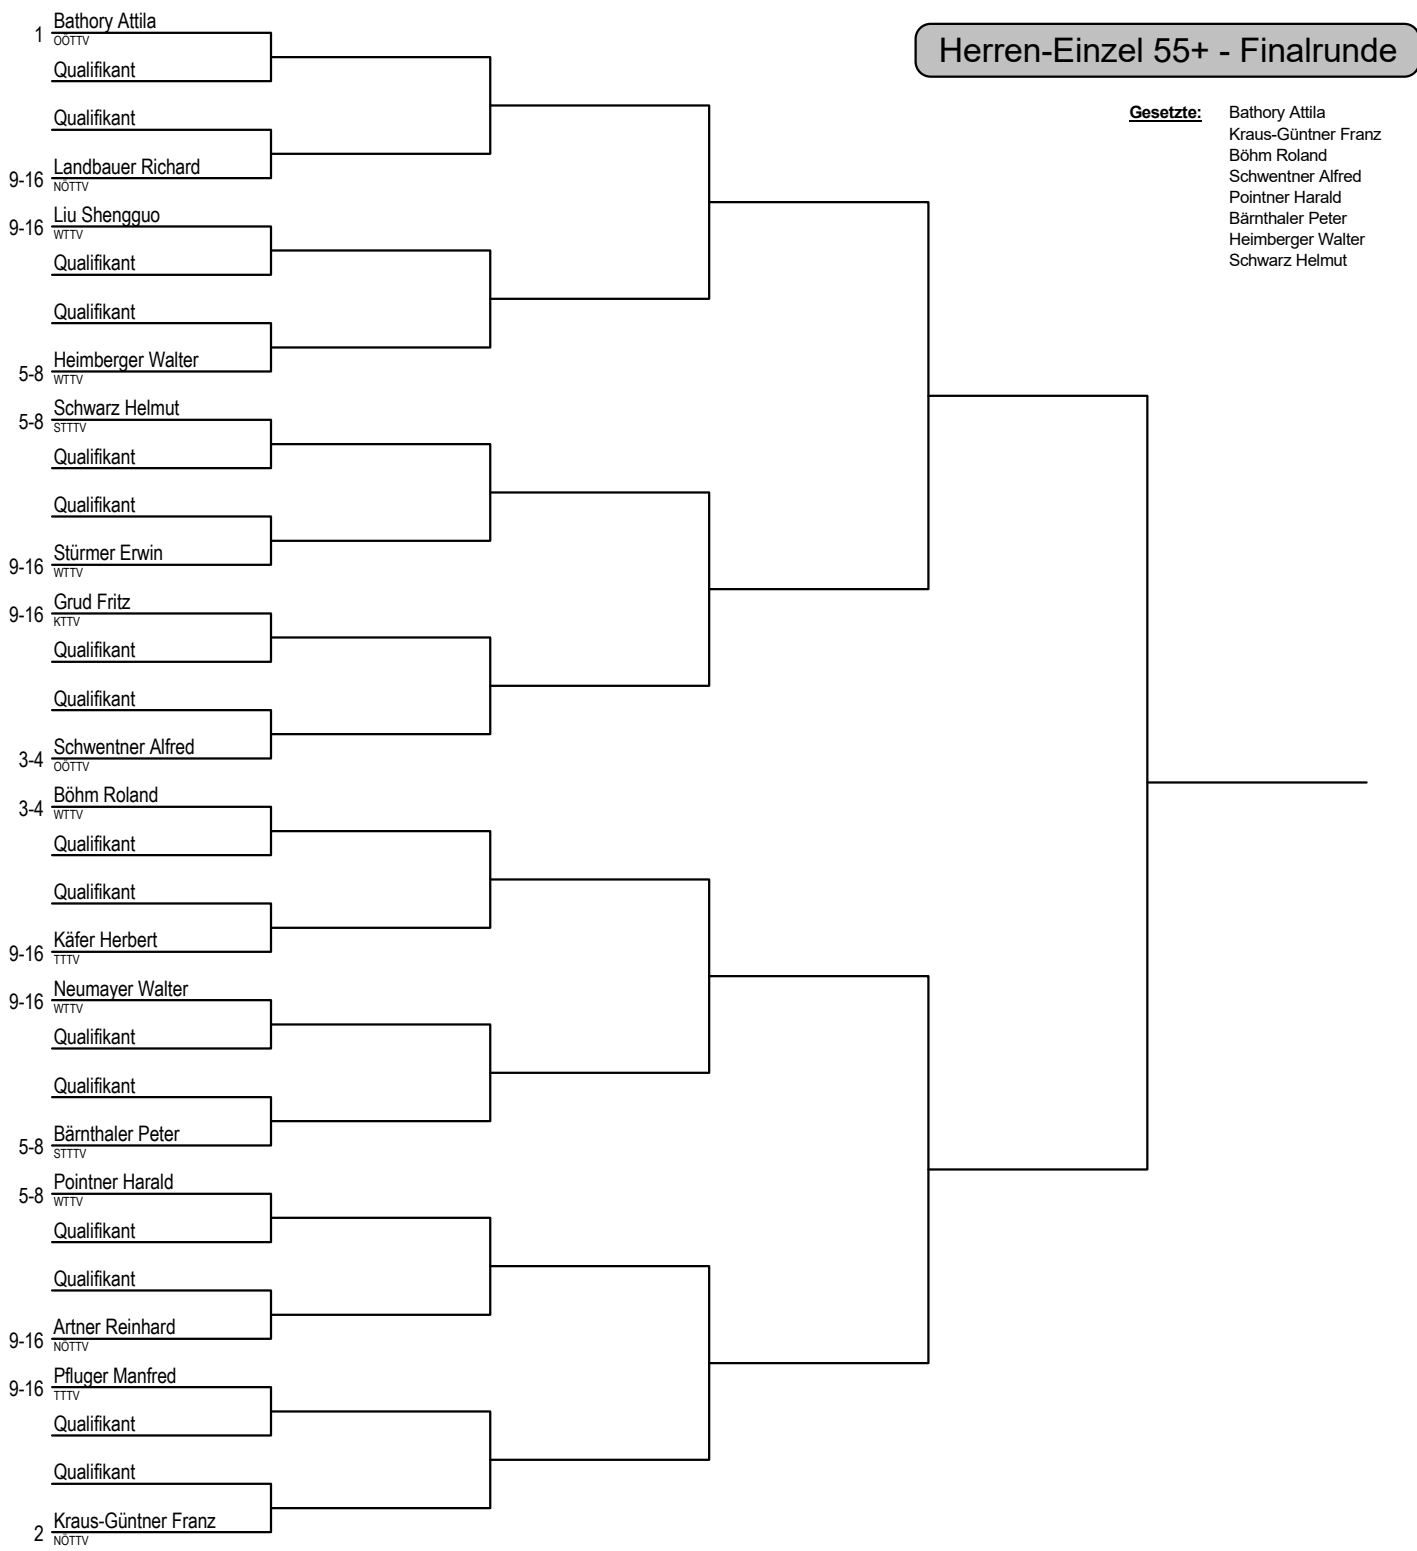 Herren-Einzel 55+ - Finalrunde
Gesetzte: Bathory Attila
Kraus-Güntner Franz
Böhm Roland
Schwentner Alfred
Pointner Harald
Bärnthaler Peter
Heimberger Walter
Schwarz Helmut
1 Bathory Attila
OÖTTV
Qualifikant
Qualifikant
9-16 Landbauer Richard
NÖTTV
9-16 Liu Shengguo
WTTV
Qualifikant
Qualifikant
5-8 Heimberger Walter
WTTV
5-8 Schwarz Helmut
STTTV
Qualifikant
Qualifikant
9-16 Stürmer Erwin
WTTV
9-16 Grud Fritz
KTTV
Qualifikant
Qualifikant
3-4 Schwentner Alfred
OÖTTV
3-4 Böhm Roland
WTTV
Qualifikant
Qualifikant
9-16 Käfer Herbert
TTTV
9-16 Neumayer Walter
WTTV
Qualifikant
Qualifikant
5-8 Bärnthaler Peter
STTTV
5-8 Pointner Harald
WTTV
Qualifikant
Qualifikant
9-16 Artner Reinhard
NÖTTV
9-16 Pfluger Manfred
TTTV
Qualifikant
Qualifikant
2 Kraus-Güntner Franz
NÖTTV